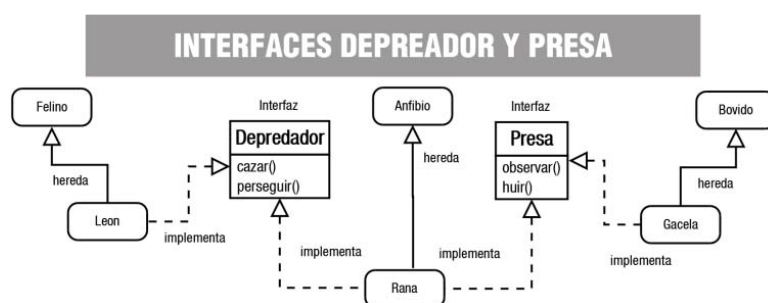 INTERFACES DEPREADOR Y PRESA
Felino
Interfaz
Depredador
cazar()
perseguir()
Anfibio
Interfaz
Presa
observar()
huir()
Bovido
hereda
hereda
hereda
Leon
implementa
implementa
implementa
Gacela
implementa
Rana